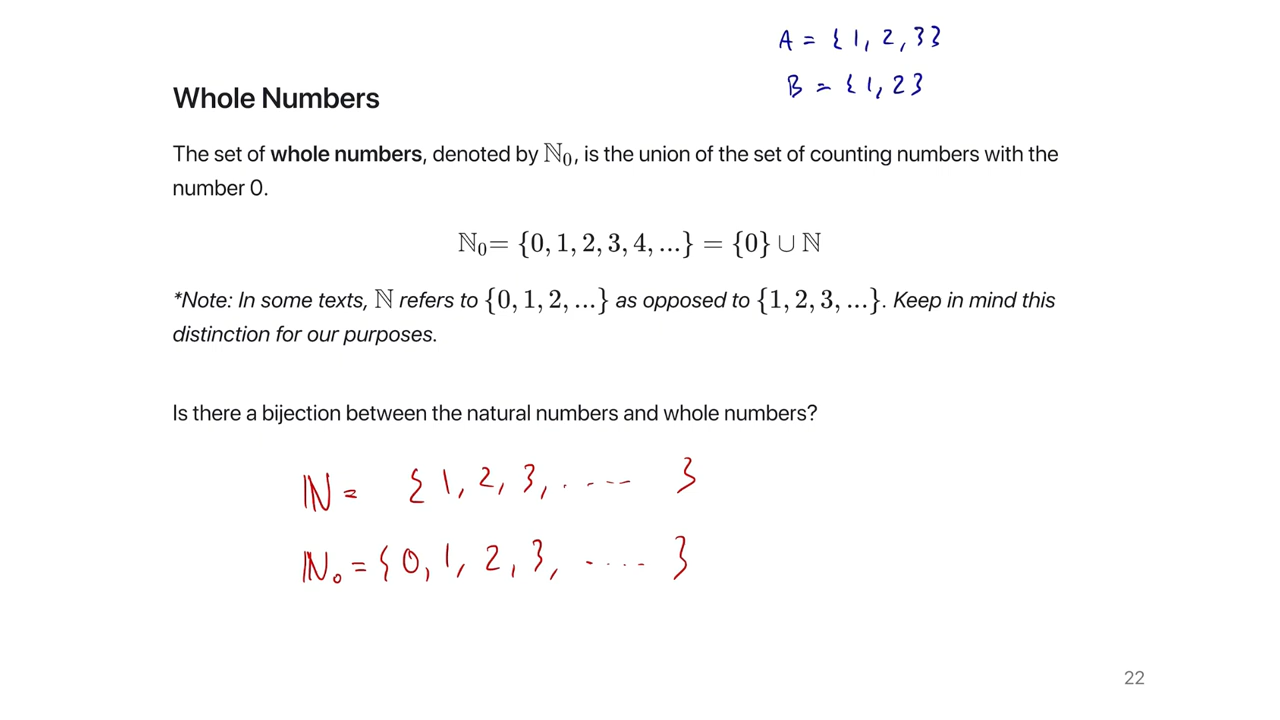 A = {1, 2, 3}
B = {1, 2}
Whole Numbers
The set of whole numbers, denoted by ℕ₀, is the union of the set of counting numbers with the
number 0.
ℕ₀= {0, 1, 2, 3, 4, ...} = {0} ∪ ℕ
*Note: In some texts, ℕ refers to {0, 1, 2, ...} as opposed to {1, 2, 3, ...}. Keep in mind this
distinction for our purposes.
Is there a bijection between the natural numbers and whole numbers?
ℕ = { 1, 2, 3, ..... }
ℕ₀ = {0, 1, 2, 3, ..... }
22